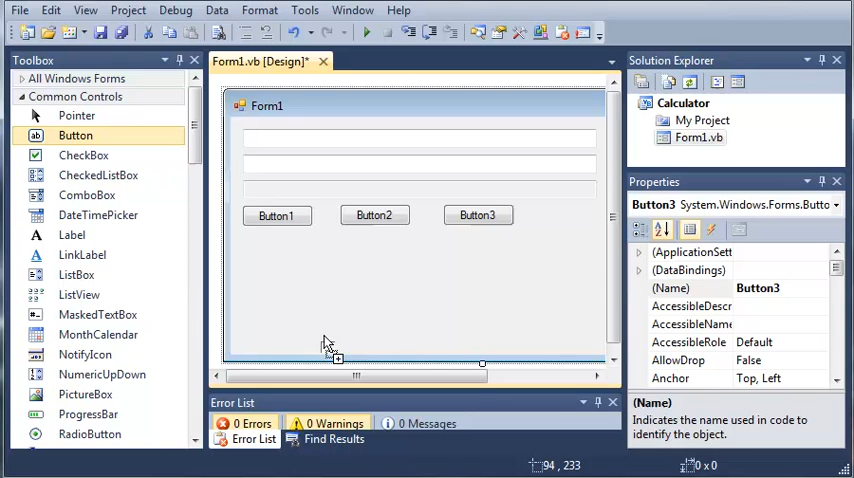 File Edit View Project Debug Data Format Tools Window Help
Toolbox
All Windows Forms
Common Controls
Pointer
Button
CheckBox
CheckedListBox
ComboBox
DateTimePicker
Label
LinkLabel
ListBox
ListView
MaskedTextBox
MonthCalendar
NotifyIcon
NumericUpDown
PictureBox
ProgressBar
RadioButton
Form1.vb [Design]*
Form1
Button1 Button2 Button3
Error List
0 Errors 0 Warnings 0 Messages
Error List Find Results
Solution Explorer
Calculator
My Project
Form1.vb
Properties
Button3 System.Windows.Forms.Butto
(ApplicationSett
(DataBindings)
(Name) Button3
AccessibleDescr
AccessibleName
AccessibleRole Default
AllowDrop False
Anchor Top, Left
(Name)
Indicates the name used in code to
identify the object.
94 , 233 0 x 0